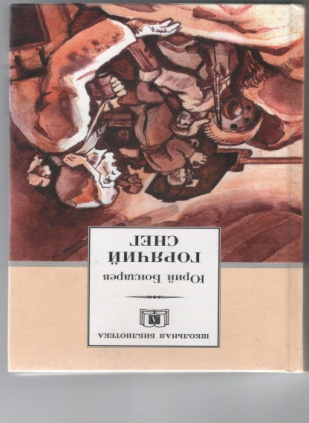 ШКОЛЬНАЯ БИБЛИОТЕКА
Юрий Бондарев
ГОРЯЧИЙ
СНЕГ